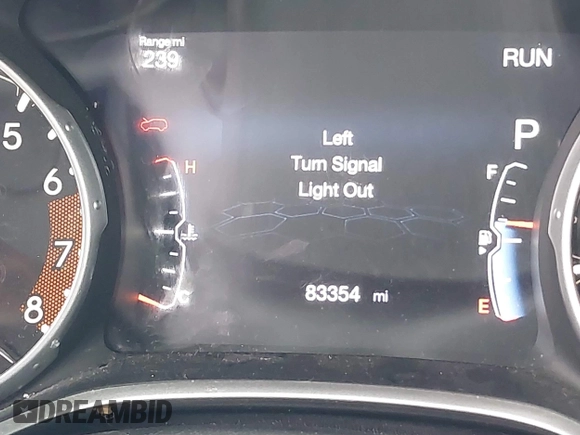 Range mi
239
RUN
5
6
7
8
H
C
Left
Turn Signal
Light Out
P
F
E
83354 mi
DREAMBID